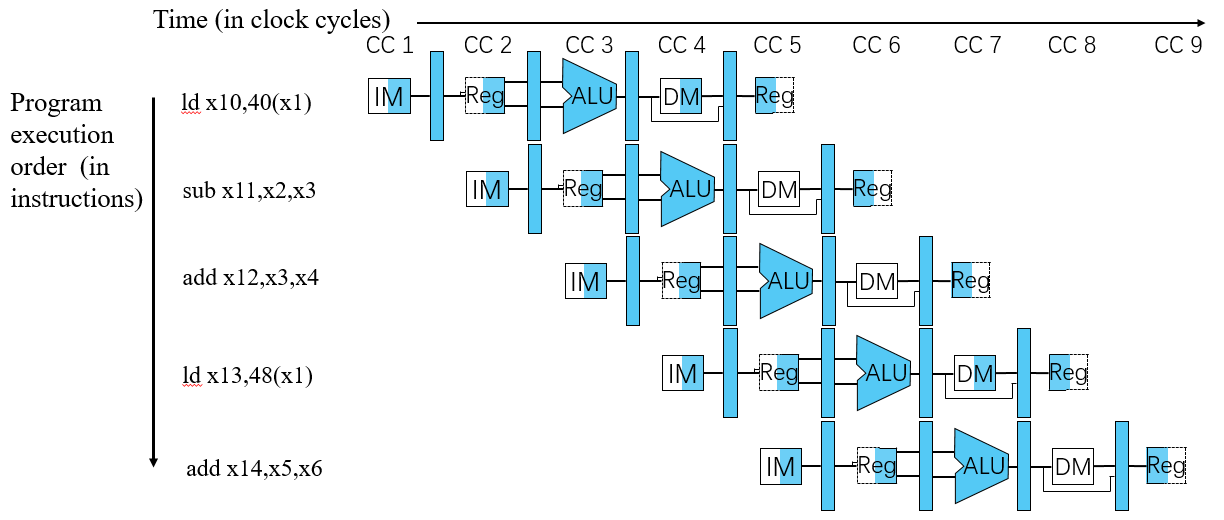 Time (in clock cycles)
CC 1 CC 2 CC 3 CC 4 CC 5 CC 6 CC 7 CC 8 CC 9
Program
execution
order (in
instructions)
ld x10,40(x1)
IM Reg ALU DM Reg
sub x11,x2,x3
IM Reg ALU DM Reg
add x12,x3,x4
IM Reg ALU DM Reg
ld x13,48(x1)
IM Reg ALU DM Reg
add x14,x5,x6
IM Reg ALU DM Reg